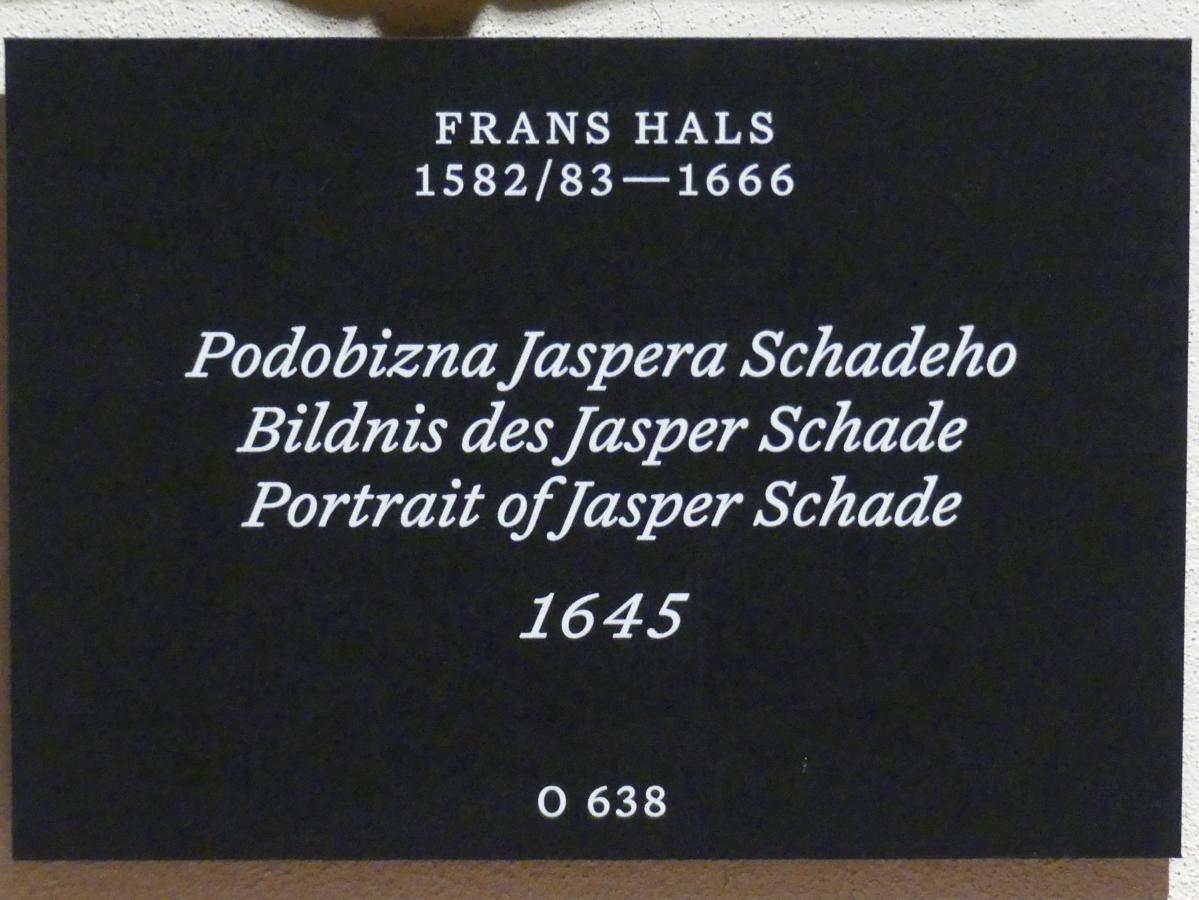 FRANS HALS
1582/83—1666
Podobizna Jaspera Schadeho
Bildnis des Jasper Schade
Portrait of Jasper Schade
1645
O 638